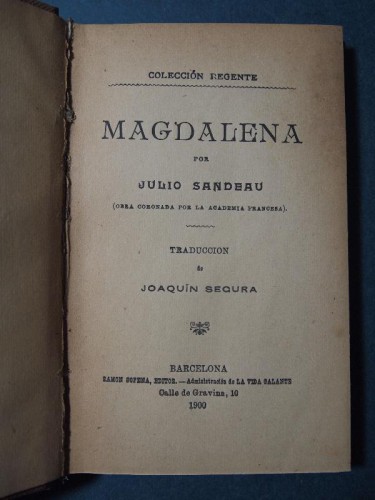 COLECCIÓN REGENTE
MAGDALENA
POR
JULIO SANDEAU
(OBRA CORONADA POR LA ACADEMIA FRANCESA).
TRADUCCION
de
JOAQUÍN SEGURA
BARCELONA
RAMON SOPENA, EDITOR.—Administración de LA VIDA GALANTE
Calle de Gravina, 10
1900